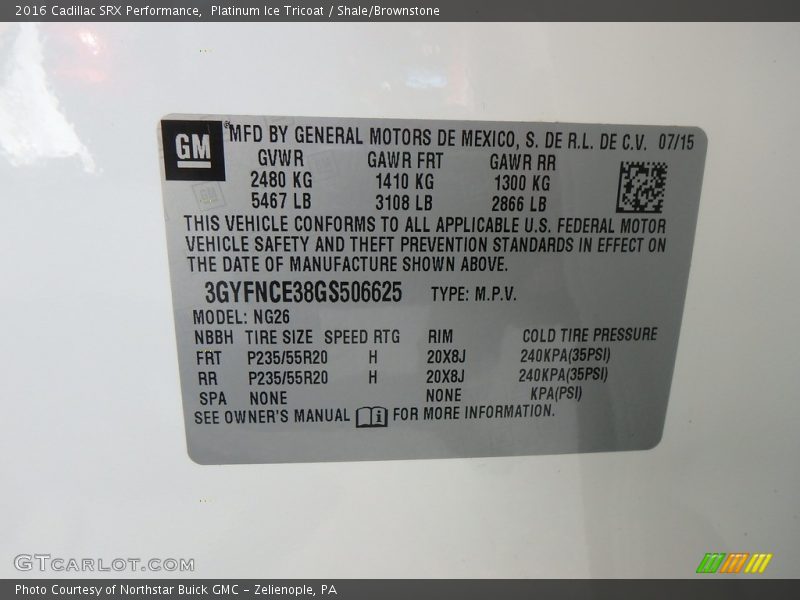 2016 Cadillac SRX Performance, Platinum Ice Tricoat / Shale/Brownstone
GM ® MFD BY GENERAL MOTORS DE MEXICO, S. DE R.L. DE C.V. 07/15
GVWR GAWR FRT GAWR RR
2480 KG 1410 KG 1300 KG
5467 LB 3108 LB 2866 LB
THIS VEHICLE CONFORMS TO ALL APPLICABLE U.S. FEDERAL MOTOR
VEHICLE SAFETY AND THEFT PREVENTION STANDARDS IN EFFECT ON
THE DATE OF MANUFACTURE SHOWN ABOVE.
3GYFNCE38GS506625 TYPE: M.P.V.
MODEL: NG26
NBBH TIRE SIZE SPEED RTG RIM COLD TIRE PRESSURE
FRT P235/55R20 H 20X8J 240KPA(35PSI)
RR P235/55R20 H 20X8J 240KPA(35PSI)
SPA NONE NONE KPA(PSI)
SEE OWNER'S MANUAL i FOR MORE INFORMATION.
GTCARLOT.COM
Photo Courtesy of Northstar Buick GMC - Zelienople, PA